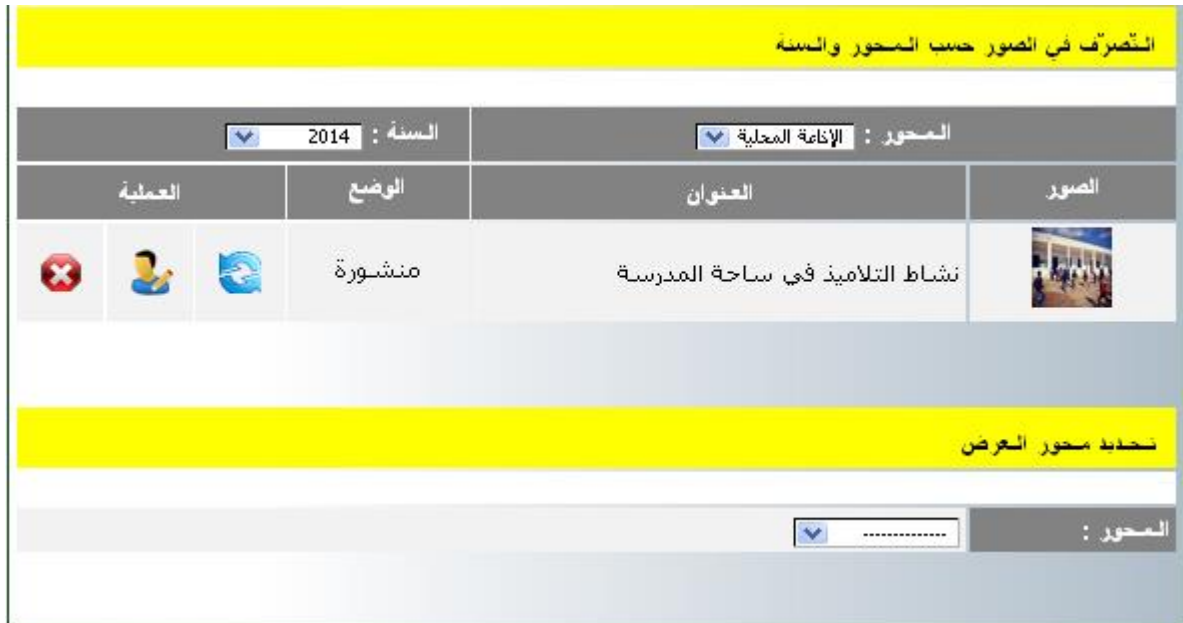 التّصرّف في الصور حسب المحور والسنة
المحور : الإذاعة المحلية السنة : 2014
الصور العنوان الوضع العملية
نشاط التلاميذ في ساحة المدرسة منشورة
تحديد محور العرض
المحور : -------------